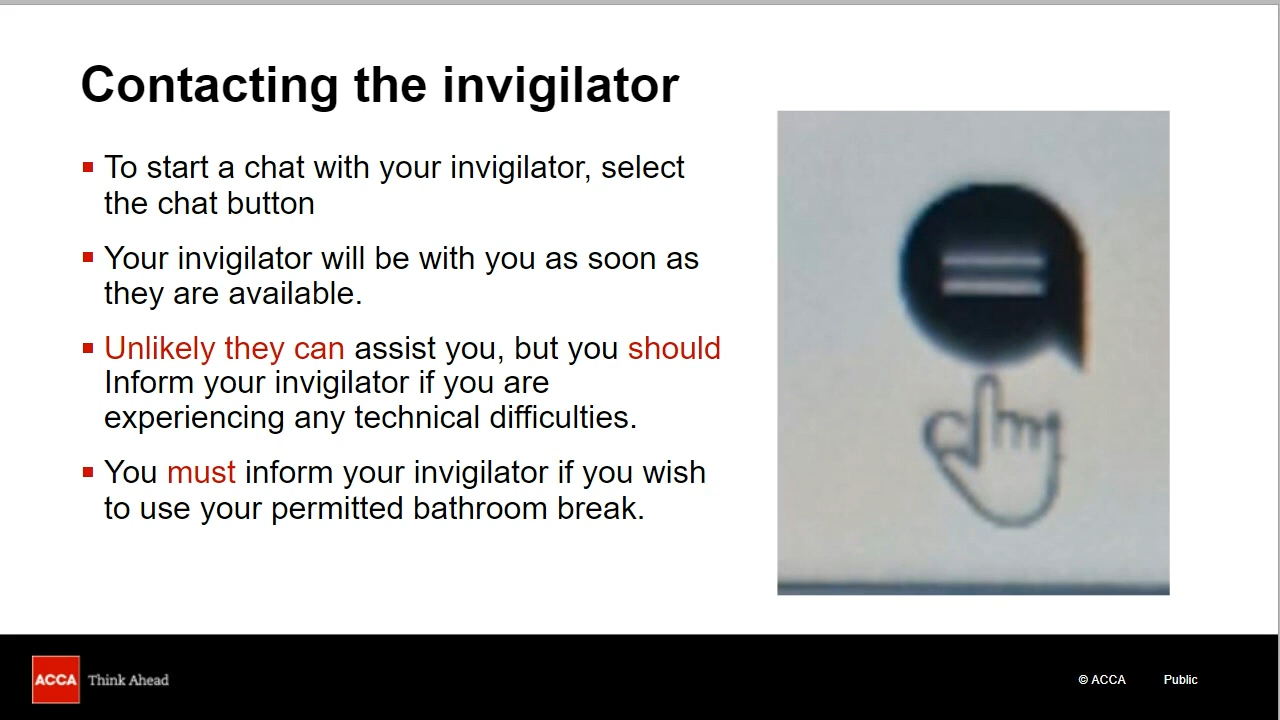 Contacting the invigilator
To start a chat with your invigilator, select
the chat button
Your invigilator will be with you as soon as
they are available.
Unlikely they can assist you, but you should
Inform your invigilator if you are
experiencing any technical difficulties.
You must inform your invigilator if you wish
to use your permitted bathroom break.
ACCA Think Ahead
© ACCA Public